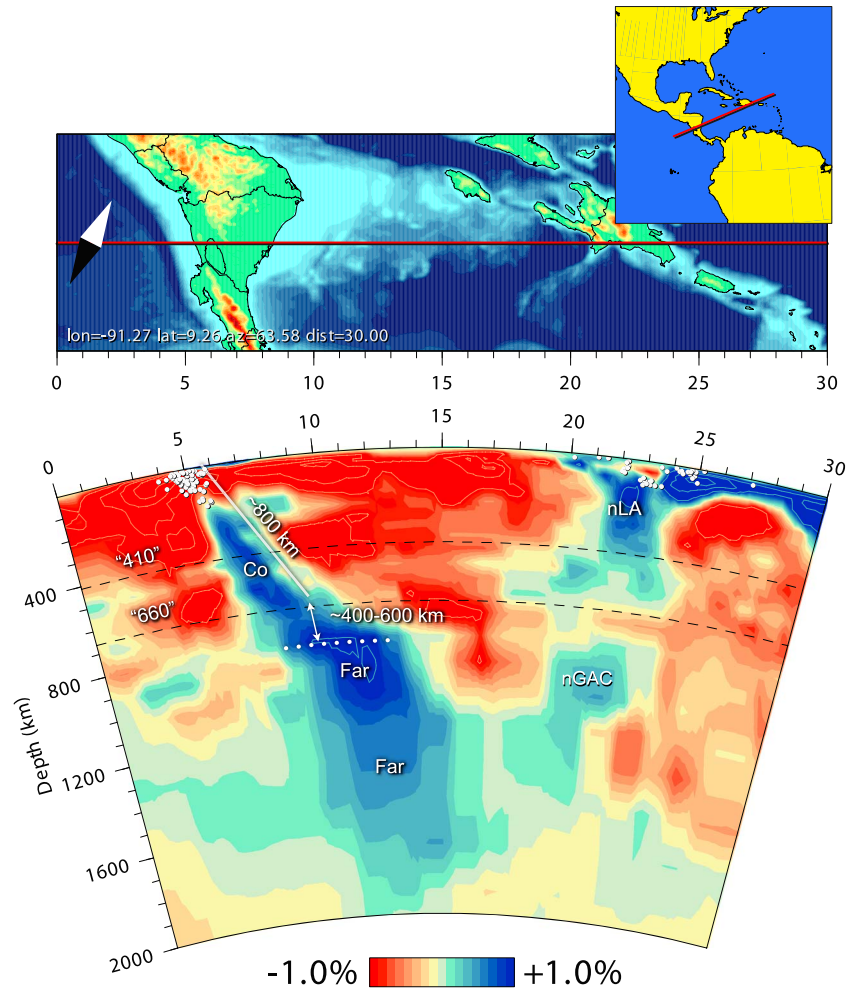 lon=-91.27 lat=9.26 az=63.58 dist=30.00
0 5 10 15 20 25 30
0 5 10 15 20 25 30
"410"
"660"
~800 km
Co
~400-600 km
Far
Far
nLA
nGAC
400
800
1200
1600
2000
Depth (km)
-1.0% +1.0%